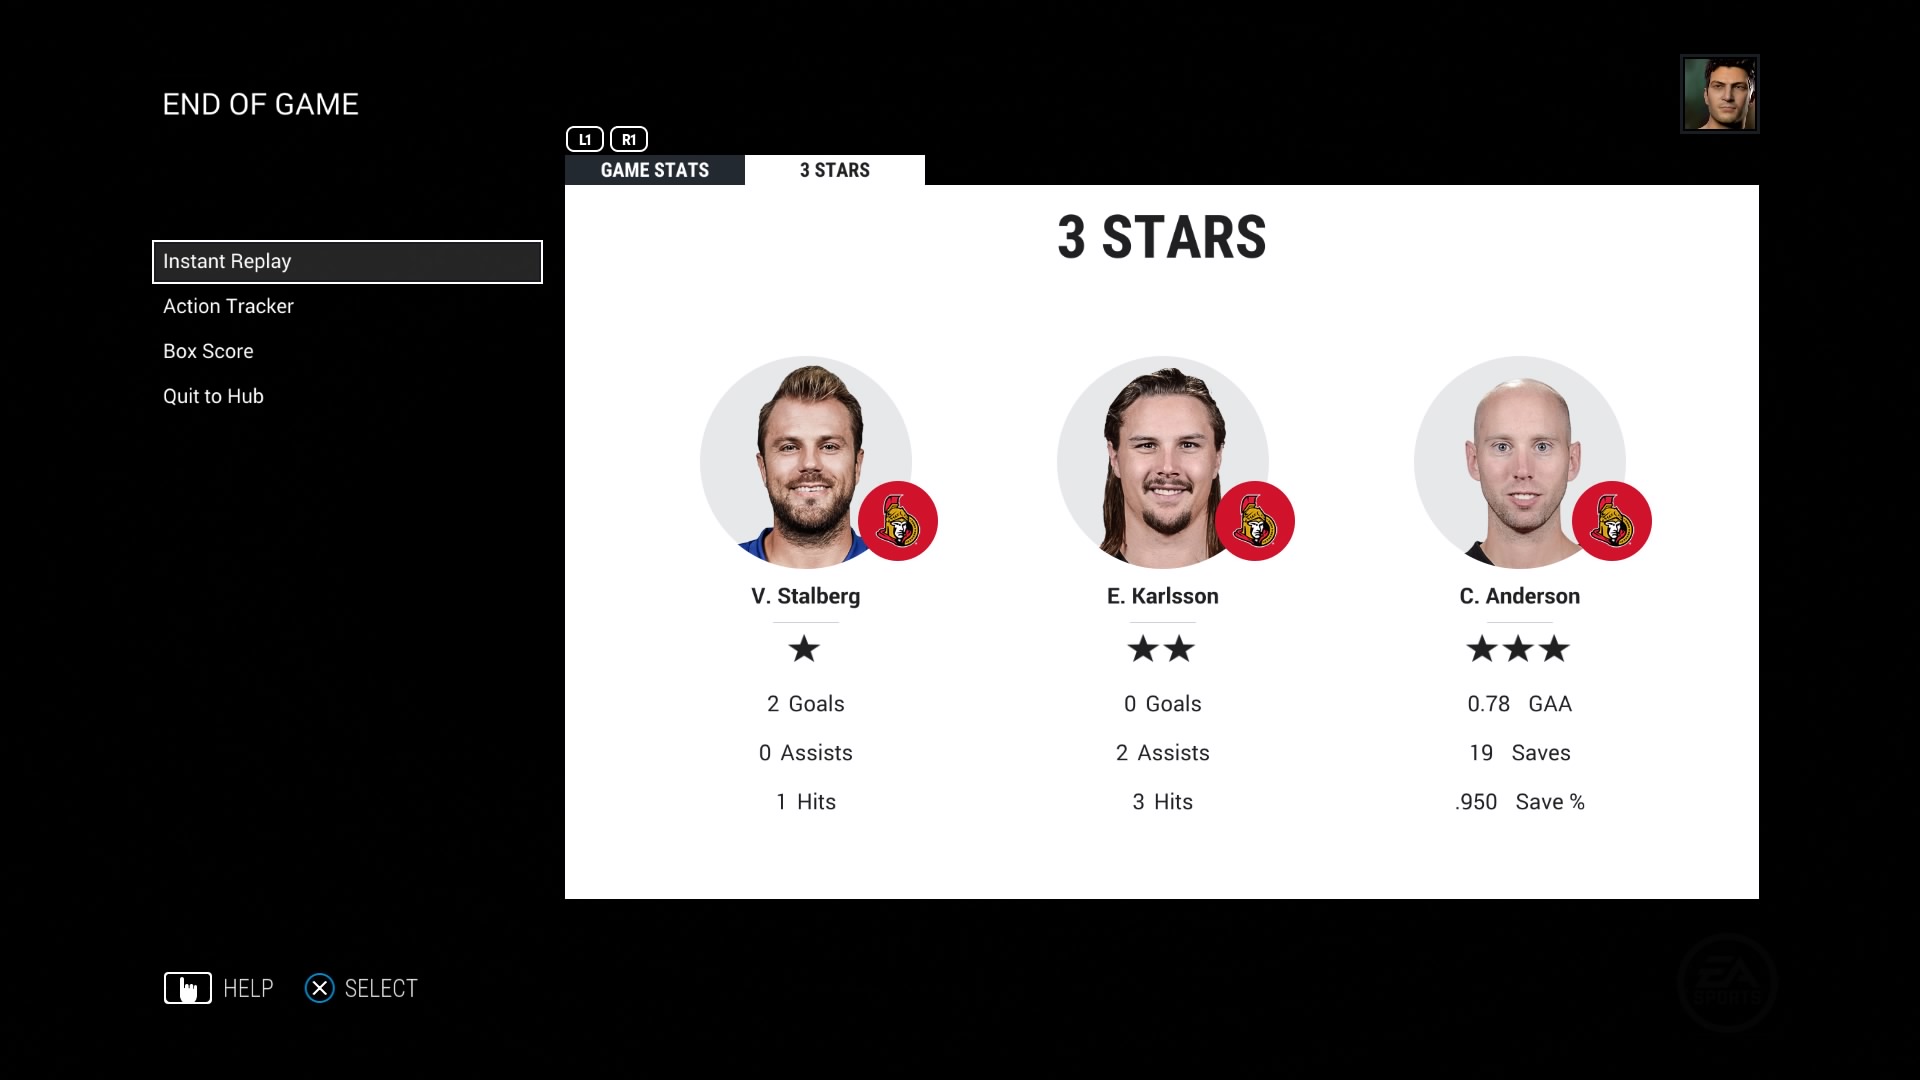 END OF GAME
L1 R1
GAME STATS 3 STARS
3 STARS
Instant Replay
Action Tracker
Box Score
Quit to Hub
V. Stalberg E. Karlsson C. Anderson
2 Goals 0 Goals 0.78 GAA
0 Assists 2 Assists 19 Saves
1 Hits 3 Hits .950 Save %
HELP SELECT
EA
SPORTS